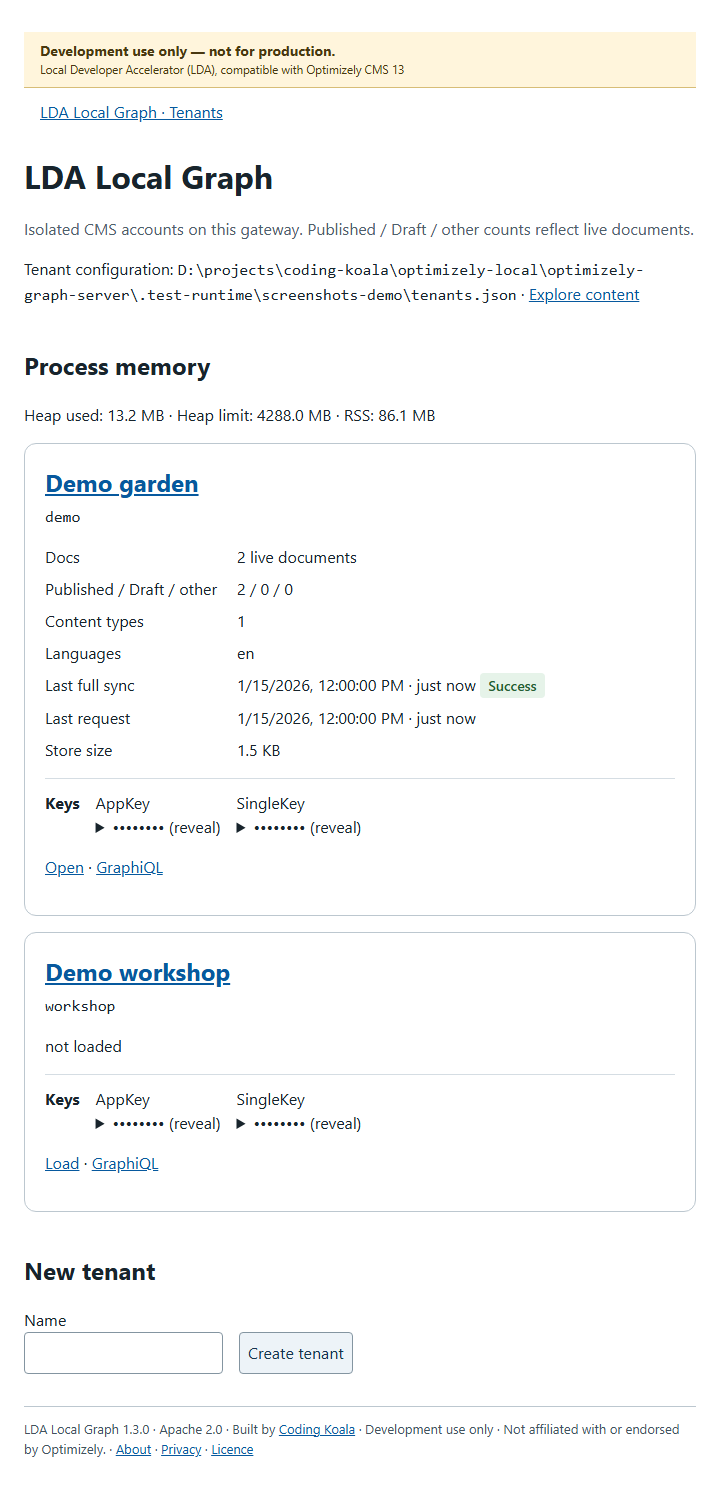 Development use only — not for production.
Local Developer Accelerator (LDA), compatible with Optimizely CMS 13
LDA Local Graph · Tenants
LDA Local Graph
Isolated CMS accounts on this gateway. Published / Draft / other counts reflect live documents.
Tenant configuration: D:\projects\coding-koala\optimizely-local\optimizely-
graph-server\.test-runtime\screenshots-demo\tenants.json · Explore content
Process memory
Heap used: 13.2 MB · Heap limit: 4288.0 MB · RSS: 86.1 MB
Demo garden
demo
Docs 2 live documents
Published / Draft / other 2 / 0 / 0
Content types 1
Languages en
Last full sync 1/15/2026, 12:00:00 PM · just now Success
Last request 1/15/2026, 12:00:00 PM · just now
Store size 1.5 KB
Keys AppKey SingleKey
▶ •••••••• (reveal) ▶ •••••••• (reveal)
Open · GraphiQL
Demo workshop
workshop
not loaded
Keys AppKey SingleKey
▶ •••••••• (reveal) ▶ •••••••• (reveal)
Load · GraphiQL
New tenant
Name
Create tenant
LDA Local Graph 1.3.0 · Apache 2.0 · Built by Coding Koala · Development use only · Not affiliated with or endorsed
by Optimizely. · About · Privacy · Licence